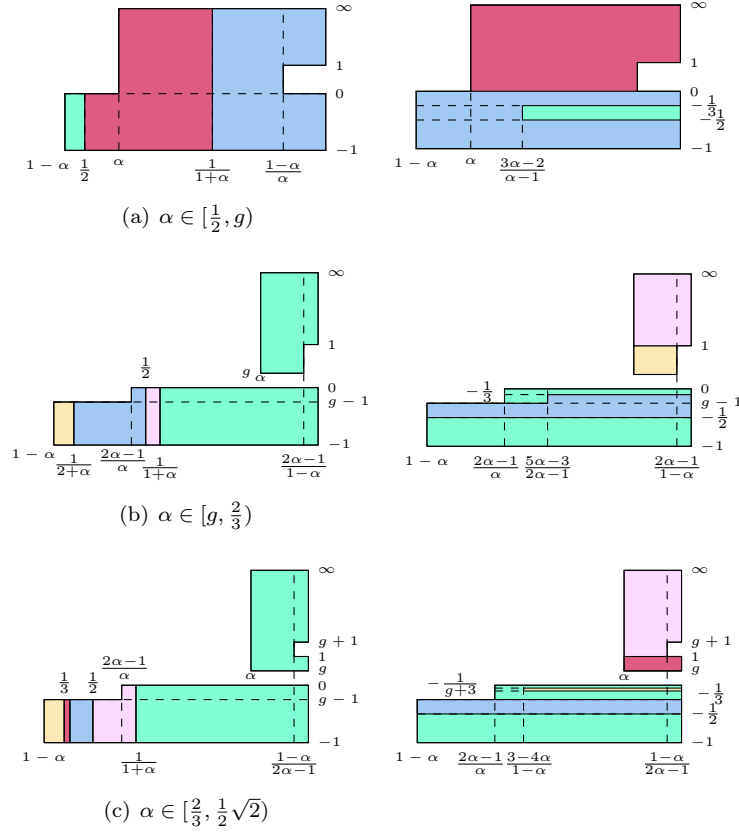 ∞
1
0
−1
1 − α
1/2
α
1/(1+α)
(1−α)/α
∞
1
0
−1/3
−1/2
−1
1 − α
α
(3α−2)/(α−1)
(a) α ∈ [1/2, g)
∞
1
g
α
1/2
0
g − 1
−1
1 − α
1/(2+α)
(2α−1)/α
1/(1+α)
(2α−1)/(1−α)
∞
1
−1/3
0
g − 1
−1/2
−1
1 − α
(2α−1)/α
(5α−3)/(2α−1)
(2α−1)/(1−α)
(b) α ∈ [g, 2/3)
∞
g + 1
1
g
α
1/3
1/2
(2α−1)/α
0
g − 1
−1
1 − α
1/(1+α)
(1−α)/(2α−1)
∞
g + 1
1
g
α
−1/(g+3)
0
−1/3
g − 1
−1/2
−1
1 − α
(2α−1)/α
(3−4α)/(1−α)
(1−α)/(2α−1)
(c) α ∈ [2/3, 1/2√2)